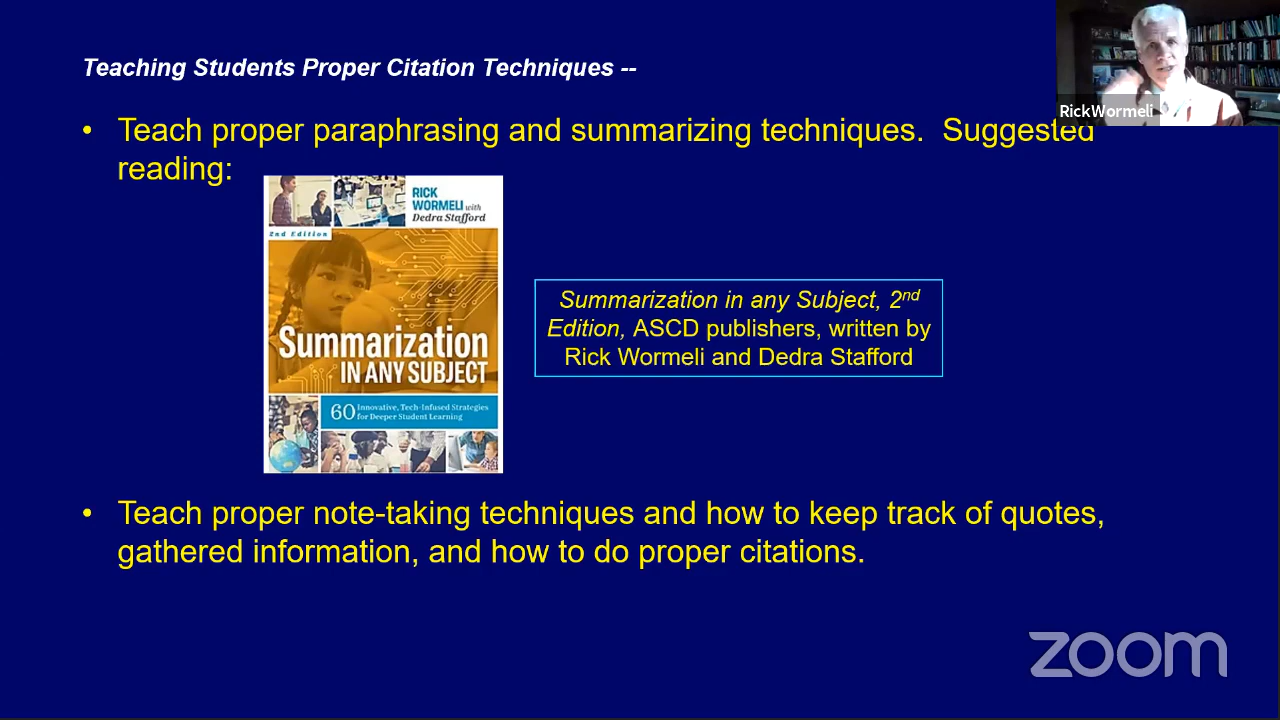 Teaching Students Proper Citation Techniques --
RickWormeli
• Teach proper paraphrasing and summarizing techniques.  Suggested
reading:
RICK
WORMELI with
Dedra Stafford
2nd Edition
Summarization
IN ANY SUBJECT
60 Innovative, Tech-Infused Strategies
for Deeper Student Learning
Summarization in any Subject, 2nd
Edition, ASCD publishers, written by
Rick Wormeli and Dedra Stafford
• Teach proper note-taking techniques and how to keep track of quotes,
gathered information, and how to do proper citations.
zoom